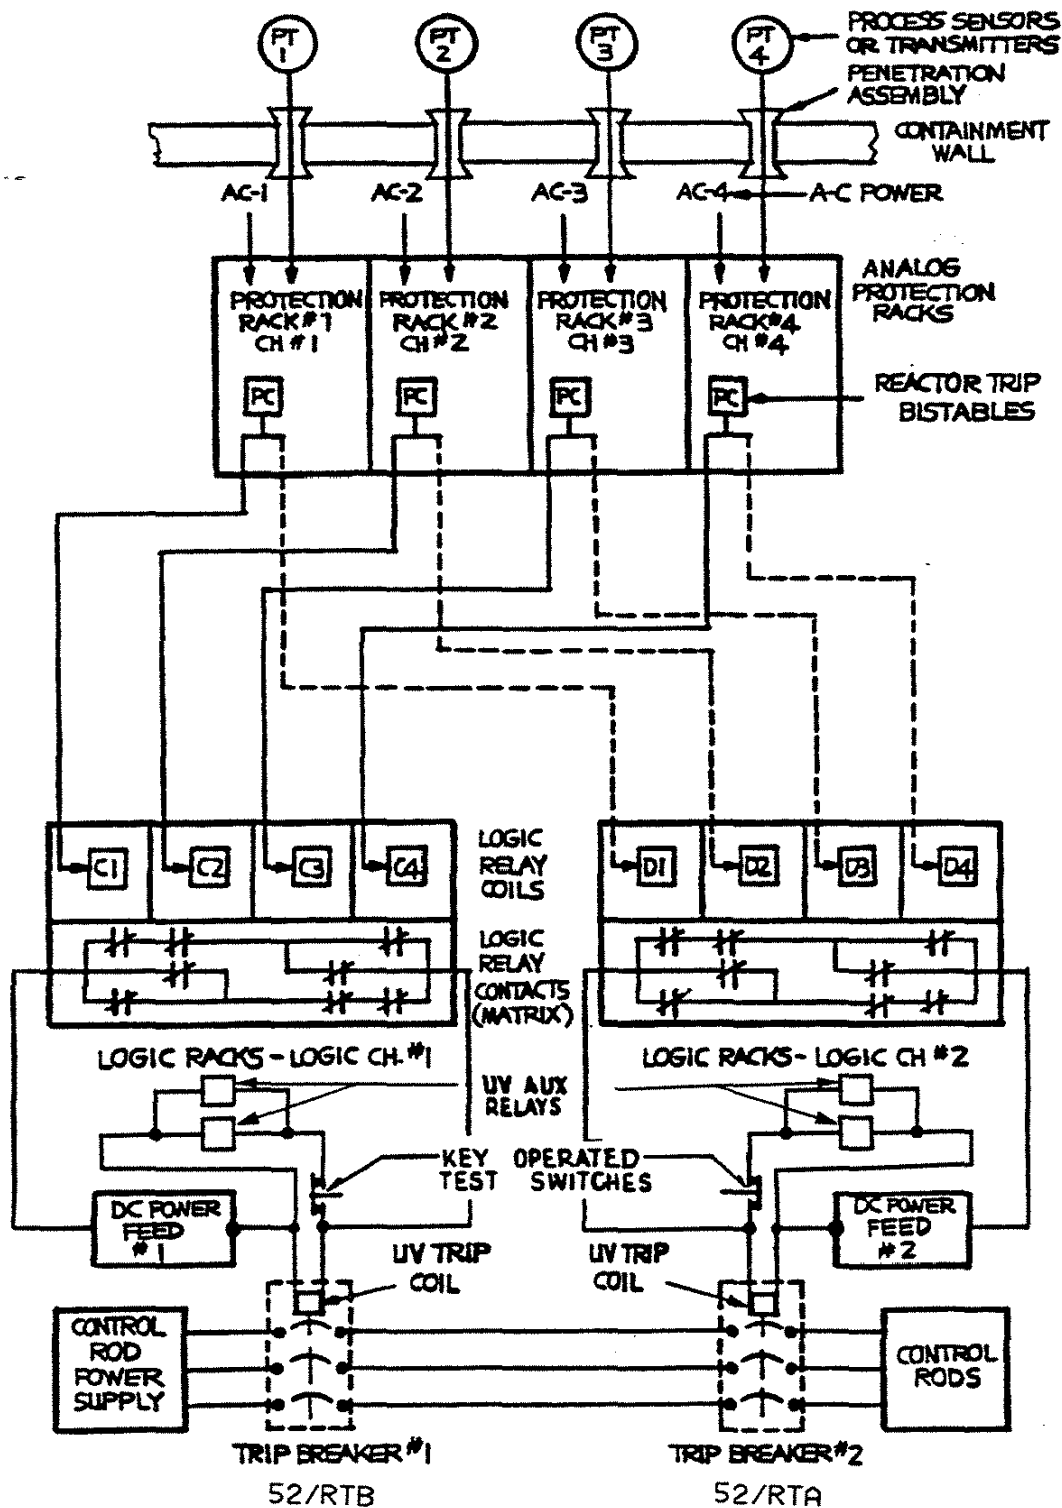 PT
1
PT
2
PT
3
PT
4
PROCESS SENSORS
OR TRANSMITTERS
PENETRATION
ASSEMBLY
CONTAINMENT
WALL
AC-1
AC-2
AC-3
AC-4
A-C POWER
PROTECTION
RACK #1
CH #1
PROTECTION
RACK #2
CH #2
PROTECTION
RACK #3
CH #3
PROTECTION
RACK #4
CH #4
ANALOG
PROTECTION
RACKS
PC
PC
PC
PC
REACTOR TRIP
BISTABLES
C1
C2
C3
C4
LOGIC
RELAY
COILS
D1
D2
D3
D4
LOGIC
RELAY
CONTACTS
(MATRIX)
LOGIC RACKS - LOGIC CH. #1
LOGIC RACKS - LOGIC CH #2
UV AUX
RELAYS
KEY OPERATED
TEST SWITCHES
DC POWER
FEED
#1
DC POWER
FEED
#2
UV TRIP
COIL
UV TRIP
COIL
CONTROL
ROD
POWER
SUPPLY
CONTROL
RODS
TRIP BREAKER #1
TRIP BREAKER #2
52/RTB
52/RTA